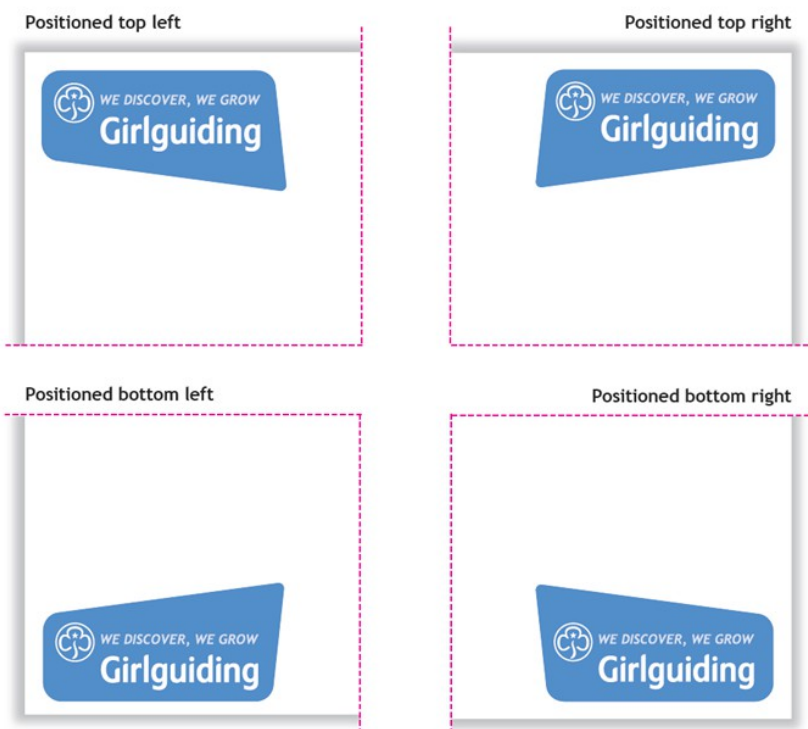 Positioned top left
WE DISCOVER, WE GROW
Girlguiding
Positioned top right
WE DISCOVER, WE GROW
Girlguiding
Positioned bottom left
WE DISCOVER, WE GROW
Girlguiding
Positioned bottom right
WE DISCOVER, WE GROW
Girlguiding